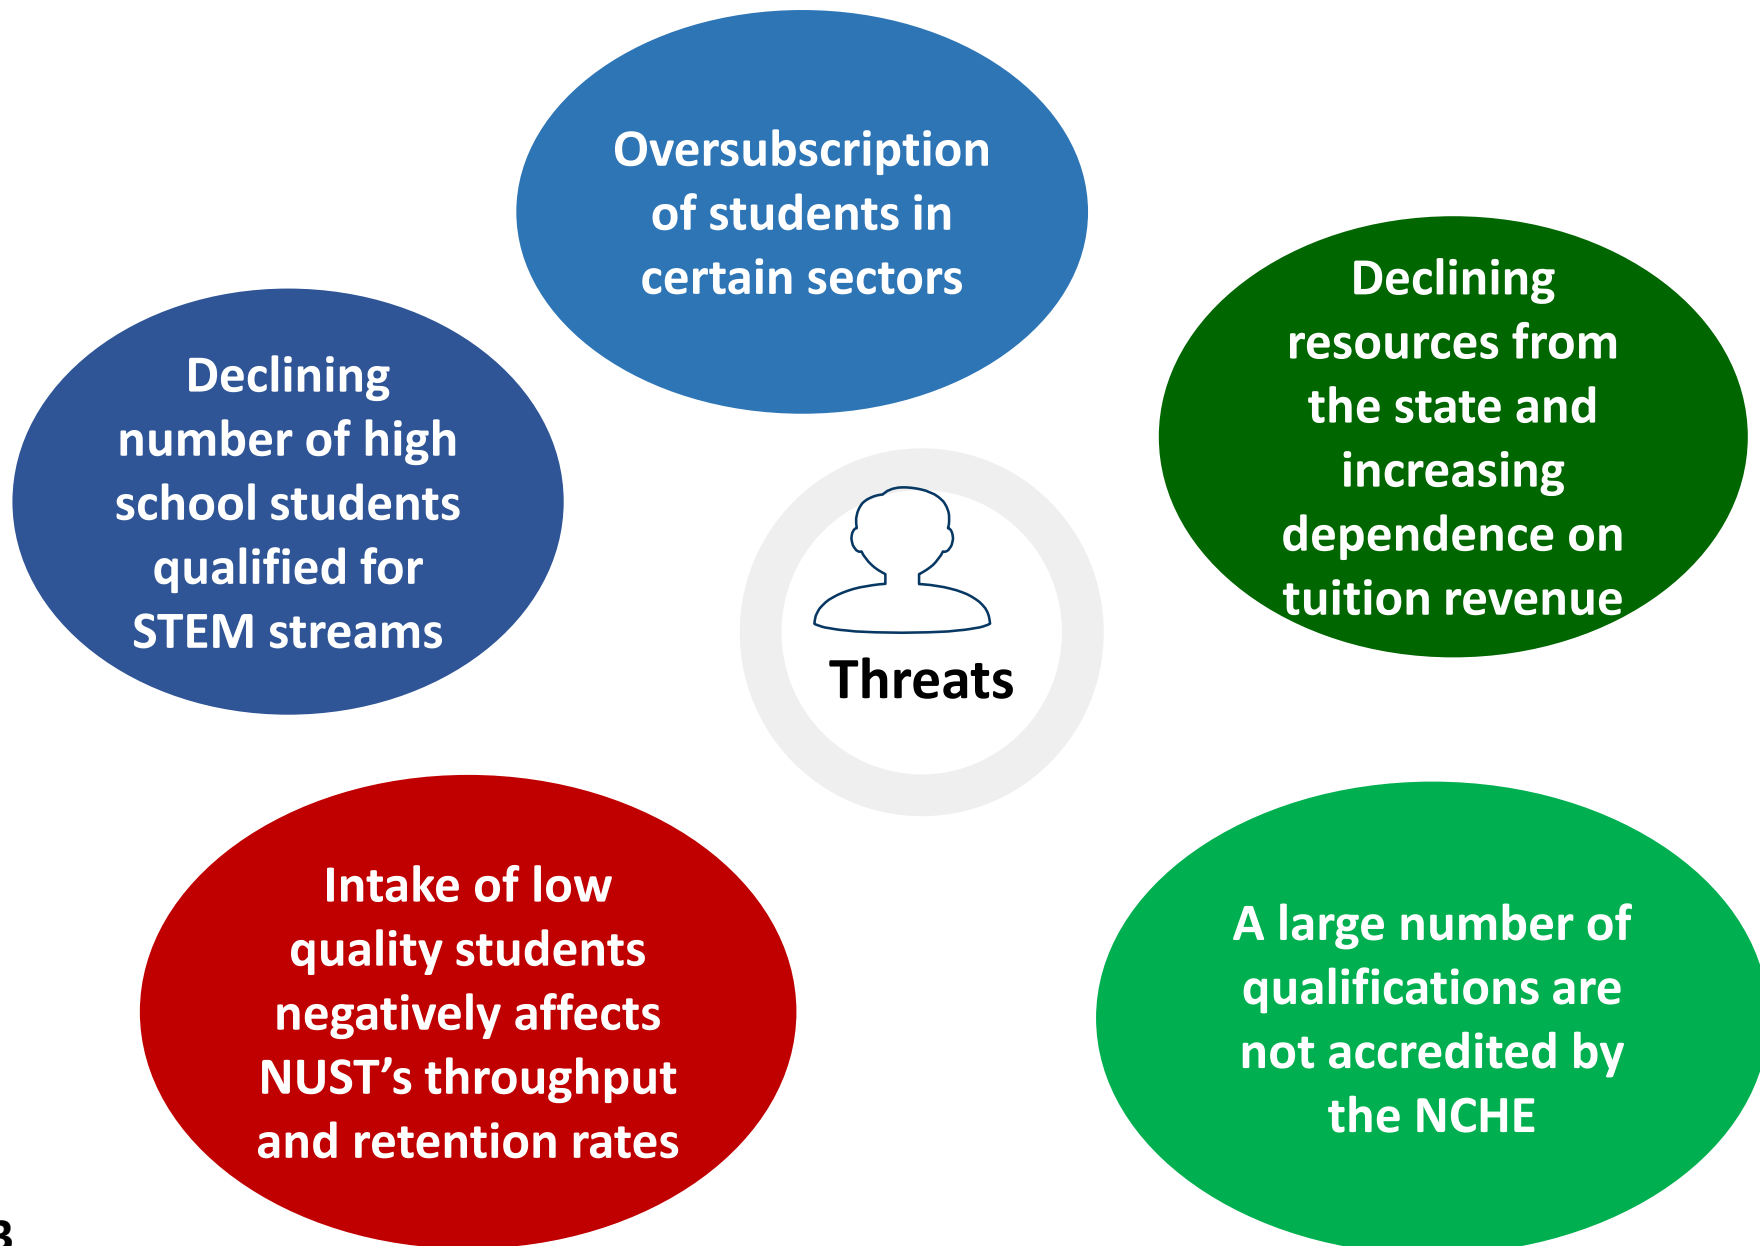 Oversubscription
of students in
certain sectors
Declining
resources from
the state and
increasing
dependence on
tuition revenue
Declining
number of high
school students
qualified for
STEM streams
Threats
Intake of low
quality students
negatively affects
NUST’s throughput
and retention rates
A large number of
qualifications are
not accredited by
the NCHE